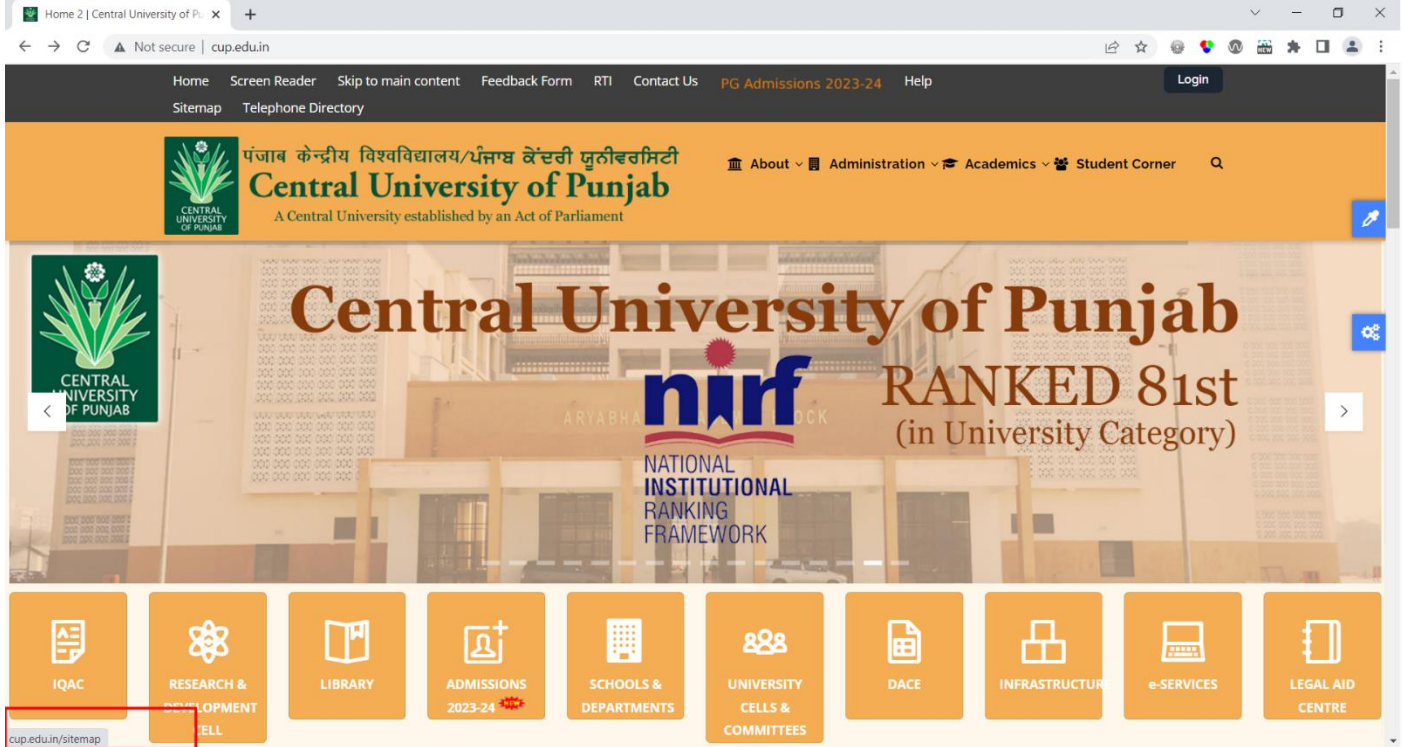 Home 2 | Central University of Pu
Not secure | cup.edu.in
NEW
Home Screen Reader Skip to main content Feedback Form RTI Contact Us PG Admissions 2023-24 Help Login
Sitemap Telephone Directory
पंजाब केन्द्रीय विश्वविद्यालय/ਪੰਜਾਬ ਕੇਂਦਰੀ ਯੂਨੀਵਰਸਿਟੀ
Central University of Punjab
A Central University established by an Act of Parliament
CENTRAL
UNIVERSITY
OF PUNJAB
About Administration Academics Student Corner
CENTRAL
UNIVERSITY
OF PUNJAB
Central University of Punjab
nirf
RANKED 81st
(in University Category)
NATIONAL
INSTITUTIONAL
RANKING
FRAMEWORK
IQAC
RESEARCH &
DEVELOPMENT
CELL
LIBRARY
ADMISSIONS
2023-24
SCHOOLS &
DEPARTMENTS
UNIVERSITY
CELLS &
COMMITTEES
DACE
INFRASTRUCTURE
e-SERVICES
LEGAL AID
CENTRE
cup.edu.in/sitemap